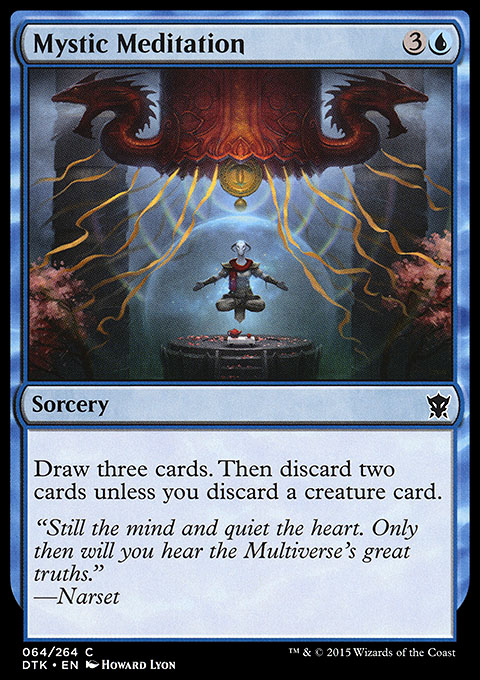 Mystic Meditation 3
Sorcery
Draw three cards. Then discard two
cards unless you discard a creature card.
“Still the mind and quiet the heart. Only
then will you hear the Multiverse’s great
truths.”
—Narset
064/264 C
DTK • EN Howard Lyon
™ & © 2015 Wizards of the Coast